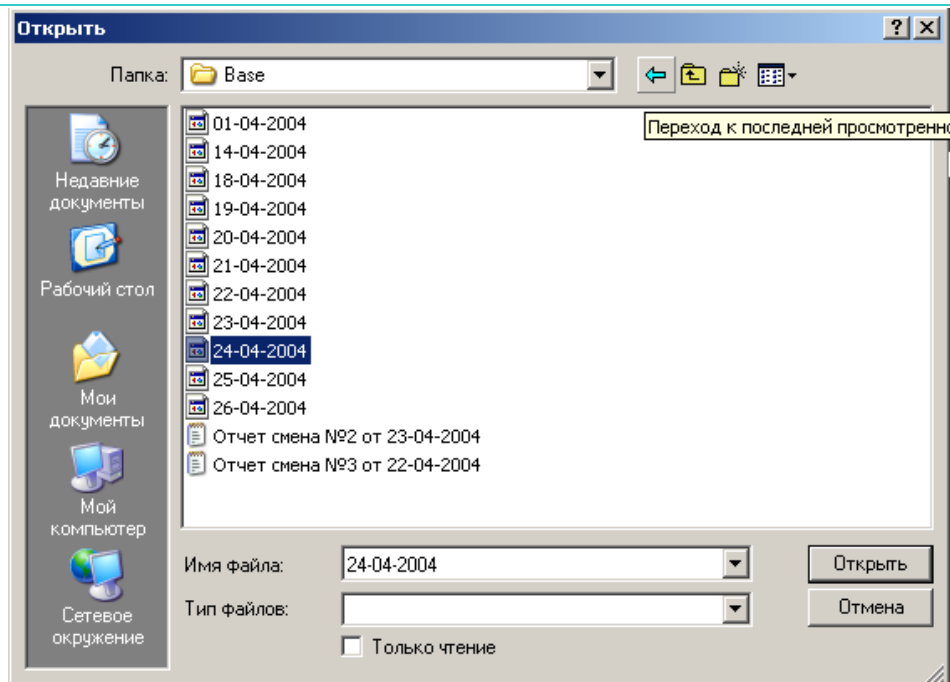 Открыть
Папка: Base
Переход к последней просмотренно
01-04-2004
14-04-2004
18-04-2004
19-04-2004
20-04-2004
21-04-2004
22-04-2004
23-04-2004
24-04-2004
25-04-2004
26-04-2004
Отчет смена №2 от 23-04-2004
Отчет смена №3 от 22-04-2004
Недавние
документы
Рабочий стол
Мои
документы
Мой
компьютер
Сетевое
окружение
Имя файла: 24-04-2004 Открыть
Тип файлов: Отмена
Только чтение